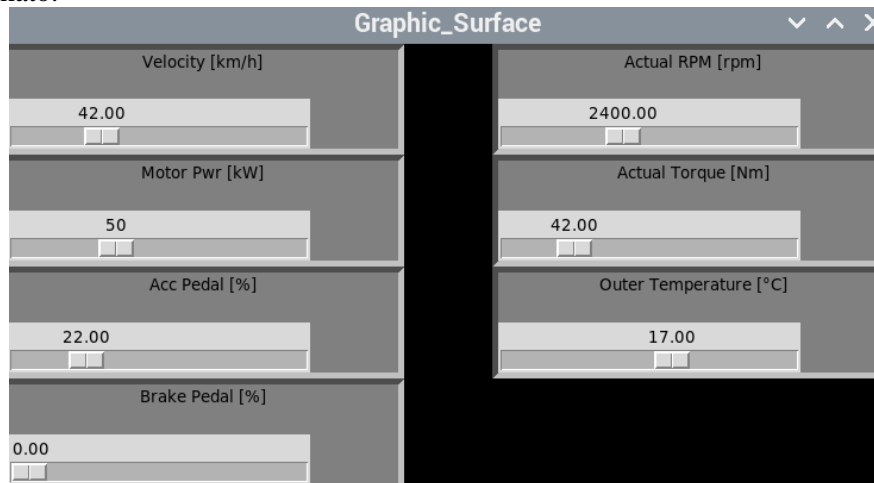 Graphic_Surface
Velocity [km/h]
42.00
Motor Pwr [kW]
50
Acc Pedal [%]
22.00
Brake Pedal [%]
0.00
Actual RPM [rpm]
2400.00
Actual Torque [Nm]
42.00
Outer Temperature [°C]
17.00